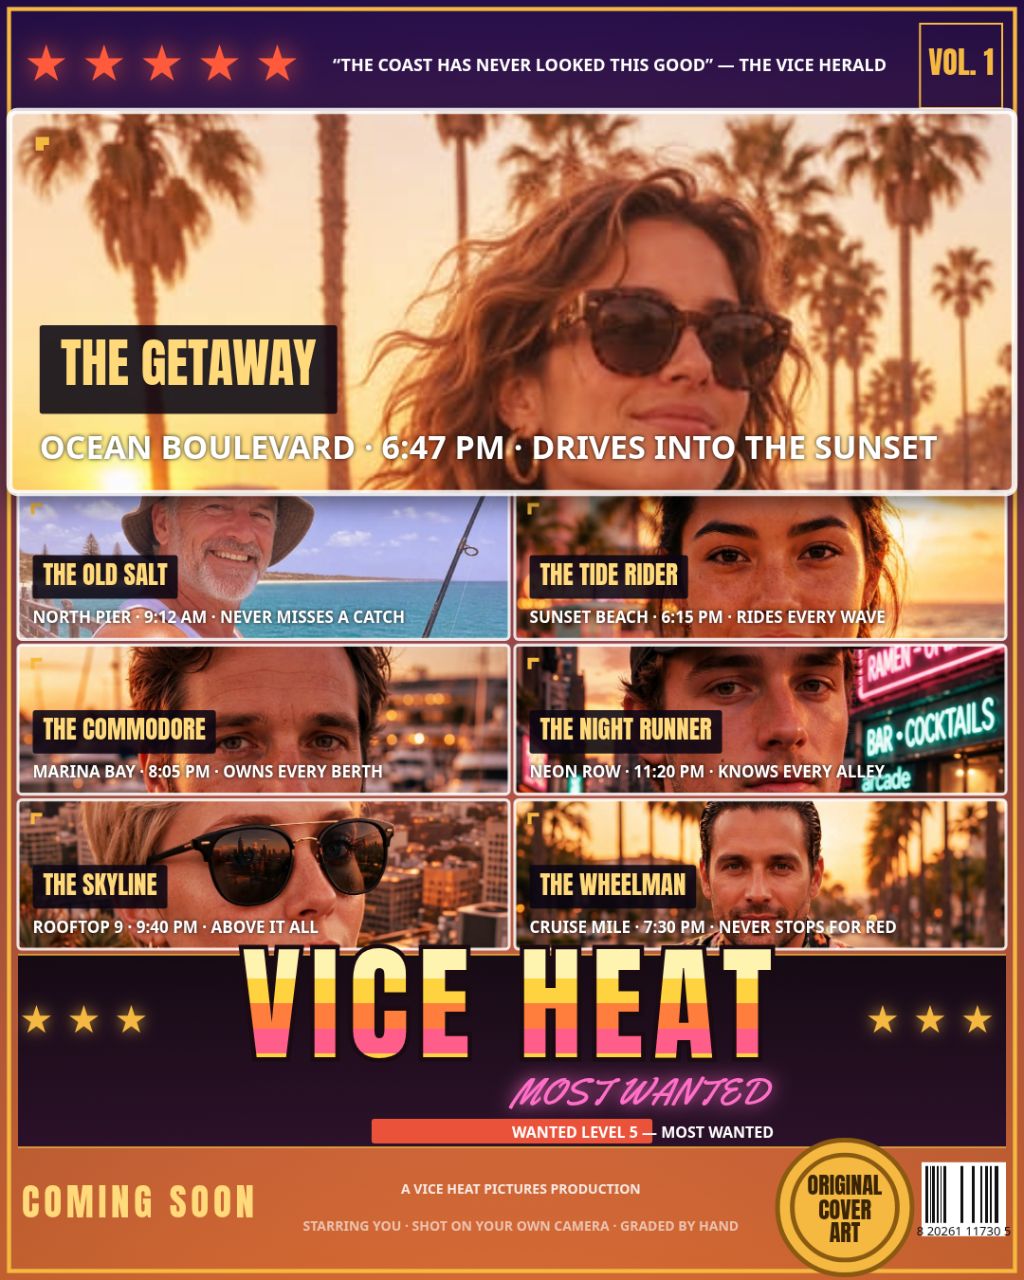 “THE COAST HAS NEVER LOOKED THIS GOOD” — THE VICE HERALD
VOL. 1
THE GETAWAY
OCEAN BOULEVARD · 6:47 PM · DRIVES INTO THE SUNSET
THE OLD SALT
NORTH PIER · 9:12 AM · NEVER MISSES A CATCH
THE TIDE RIDER
SUNSET BEACH · 6:15 PM · RIDES EVERY WAVE
THE COMMODORE
MARINA BAY · 8:05 PM · OWNS EVERY BERTH
RAMEN
BAR • COCKTAILS
arcade
THE NIGHT RUNNER
NEON ROW · 11:20 PM · KNOWS EVERY ALLEY
THE SKYLINE
ROOFTOP 9 · 9:40 PM · ABOVE IT ALL
THE WHEELMAN
CRUISE MILE · 7:30 PM · NEVER STOPS FOR RED
VICE HEAT
MOST WANTED
WANTED LEVEL 5 — MOST WANTED
COMING SOON
A VICE HEAT PICTURES PRODUCTION
STARRING YOU · SHOT ON YOUR OWN CAMERA · GRADED BY HAND
ORIGINAL
COVER
ART
8 20261 11730 5